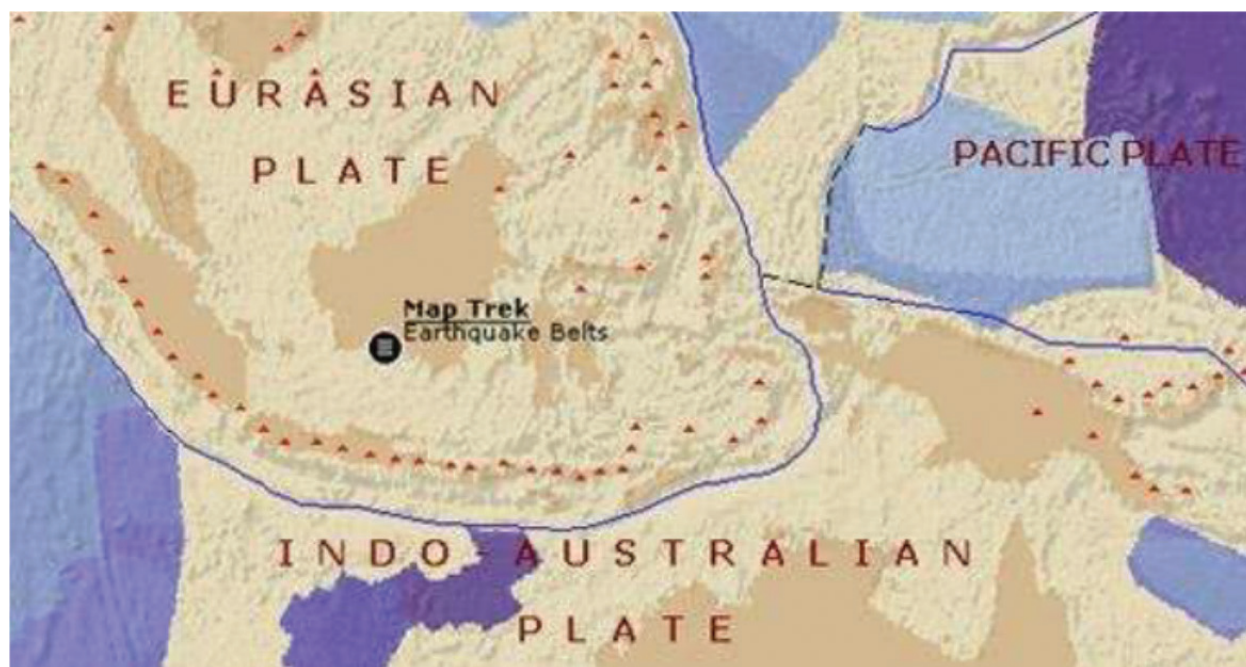 EURASIAN
PLATE
PACIFIC PLATE
Map Trek
Earthquake Belts
INDO-AUSTRALIAN
PLATE